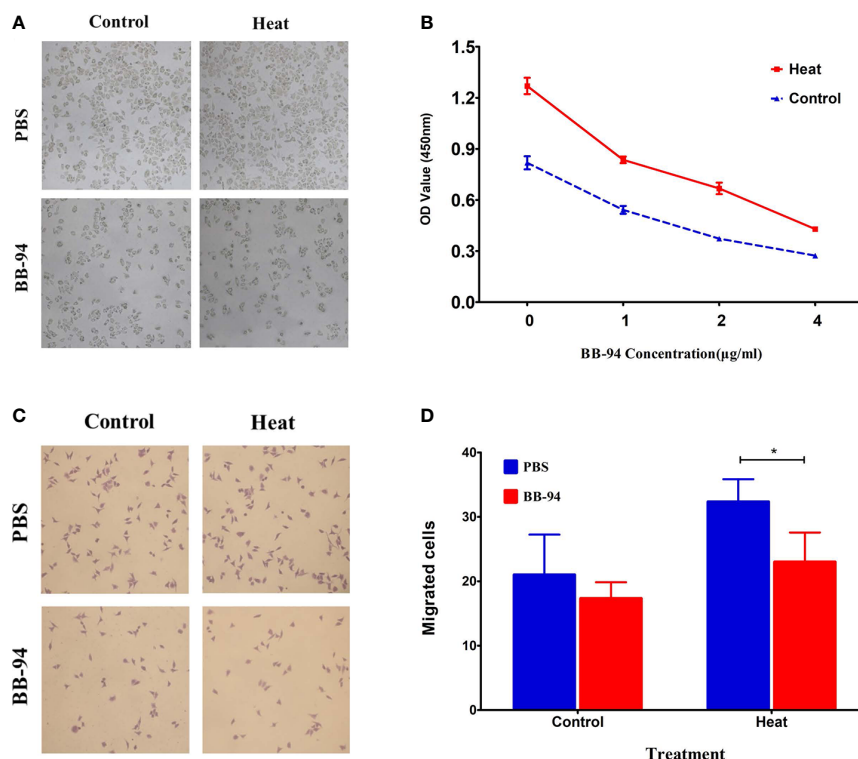 A
Control Heat
PBS
BB-94
B
1.5
1.2
0.9
0.6
0.3
0.0
OD Value (450nm)
Heat
Control
0 1 2 4
BB-94 Concentration(μg/ml)
C
Control Heat
PBS
BB-94
D
40
30
20
10
0
Migrated cells
PBS
BB-94
*
Control Heat
Treatment